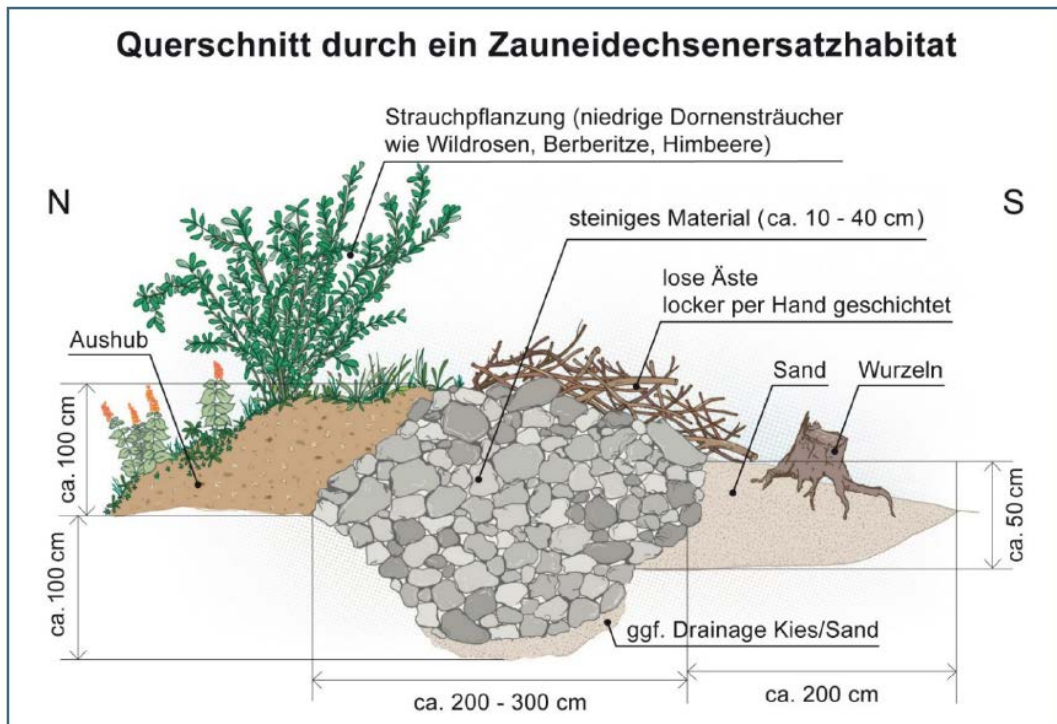 Querschnitt durch ein Zauneidechsenersatzhabitat
Strauchpflanzung (niedrige Dornensträucher
wie Wildrosen, Berberitze, Himbeere)
N
S
steiniges Material (ca. 10 - 40 cm)
lose Äste
locker per Hand geschichtet
Aushub
Sand
Wurzeln
ca. 100 cm
ca. 50 cm
ca. 100 cm
ggf. Drainage Kies/Sand
ca. 200 - 300 cm
ca. 200 cm